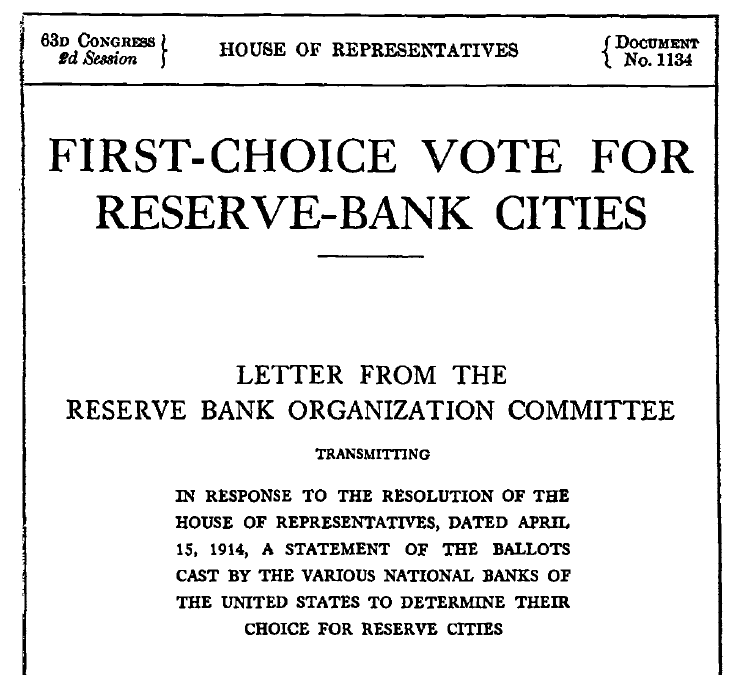 63D CONGRESS
2d Session
HOUSE OF REPRESENTATIVES
DOCUMENT
No. 1134
FIRST-CHOICE VOTE FOR
RESERVE-BANK CITIES
LETTER FROM THE
RESERVE BANK ORGANIZATION COMMITTEE
TRANSMITTING
IN RESPONSE TO THE RESOLUTION OF THE
HOUSE OF REPRESENTATIVES, DATED APRIL
15, 1914, A STATEMENT OF THE BALLOTS
CAST BY THE VARIOUS NATIONAL BANKS OF
THE UNITED STATES TO DETERMINE THEIR
CHOICE FOR RESERVE CITIES